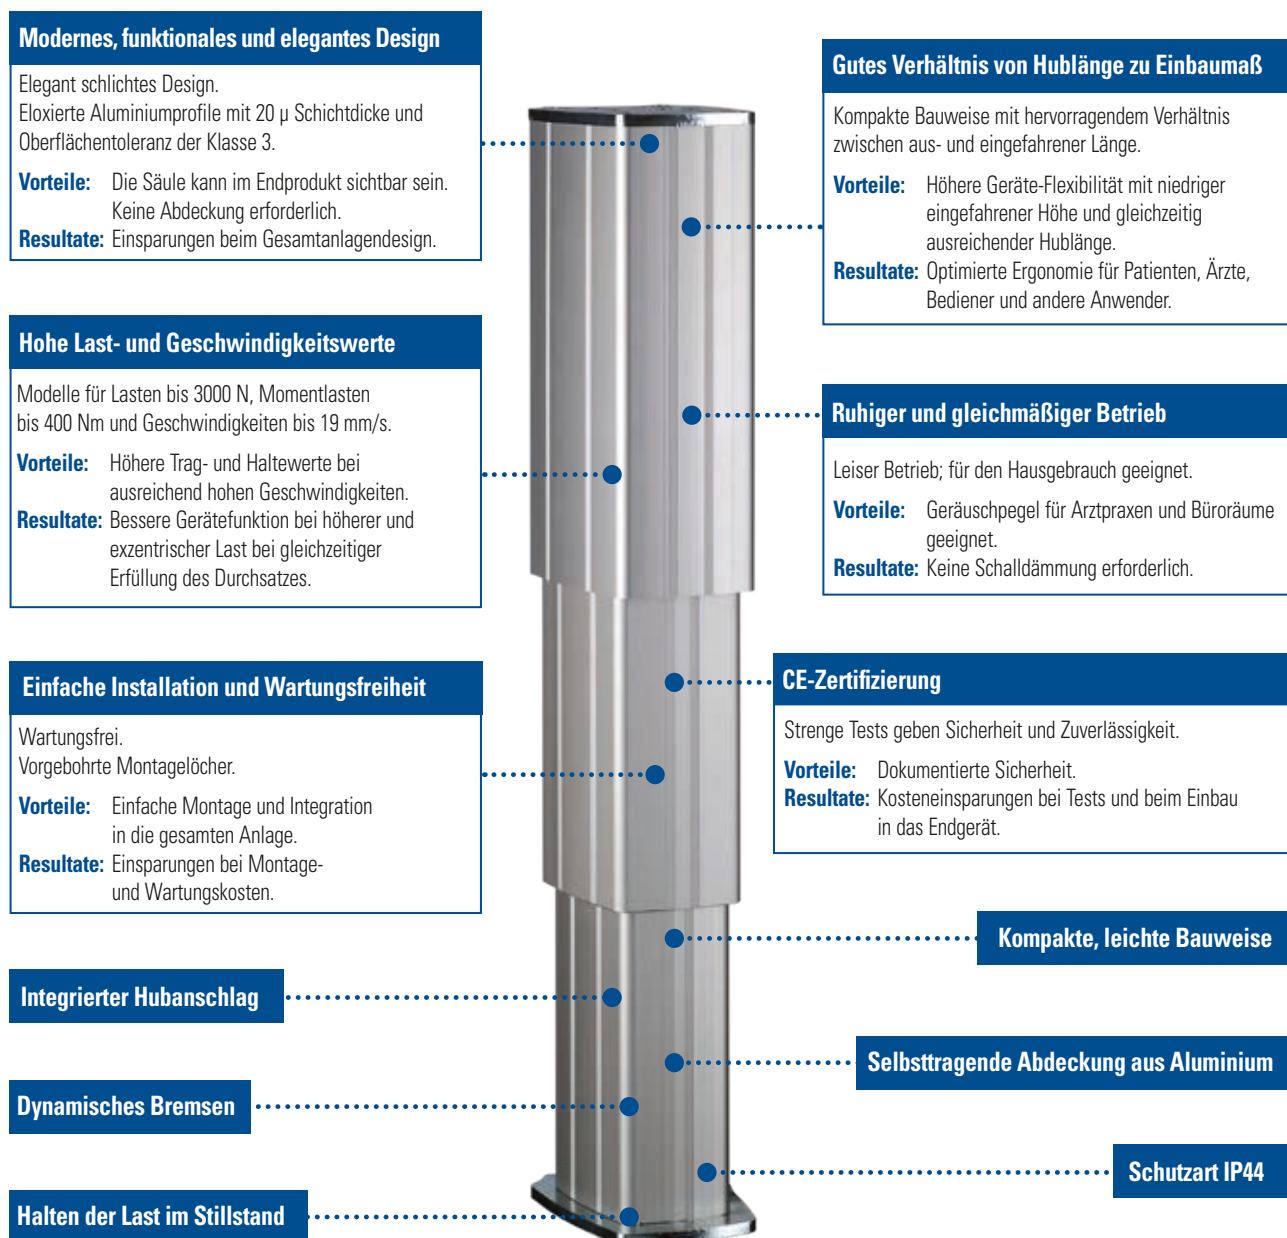 Modernes, funktionales und elegantes Design
Elegant schlichtes Design.
Eloxierte Aluminiumprofile mit 20 µ Schichtdicke und
Oberflächentoleranz der Klasse 3.
Vorteile: Die Säule kann im Endprodukt sichtbar sein.
Keine Abdeckung erforderlich.
Resultate: Einsparungen beim Gesamtanlagendesign.
Hohe Last- und Geschwindigkeitswerte
Modelle für Lasten bis 3000 N, Momentlasten
bis 400 Nm und Geschwindigkeiten bis 19 mm/s.
Vorteile: Höhere Trag- und Haltewerte bei
ausreichend hohen Geschwindigkeiten.
Resultate: Bessere Gerätefunktion bei höherer und
exzentrischer Last bei gleichzeitiger
Erfüllung des Durchsatzes.
Einfache Installation und Wartungsfreiheit
Wartungsfrei.
Vorgebohrte Montagelöcher.
Vorteile: Einfache Montage und Integration
in die gesamten Anlage.
Resultate: Einsparungen bei Montage-
und Wartungskosten.
Integrierter Hubanschlag
Dynamisches Bremsen
Halten der Last im Stillstand
Gutes Verhältnis von Hublänge zu Einbaumaß
Kompakte Bauweise mit hervorragendem Verhältnis
zwischen aus- und eingefahrener Länge.
Vorteile: Höhere Geräte-Flexibilität mit niedriger
eingefahrener Höhe und gleichzeitig
ausreichender Hublänge.
Resultate: Optimierte Ergonomie für Patienten, Ärzte,
Bediener und andere Anwender.
Ruhiger und gleichmäßiger Betrieb
Leiser Betrieb; für den Hausgebrauch geeignet.
Vorteile: Geräuschpegel für Arztpraxen und Büroräume
geeignet.
Resultate: Keine Schalldämmung erforderlich.
CE-Zertifizierung
Strenge Tests geben Sicherheit und Zuverlässigkeit.
Vorteile: Dokumentierte Sicherheit.
Resultate: Kosteneinsparungen bei Tests und beim Einbau
in das Endgerät.
Kompakte, leichte Bauweise
Selbsttragende Abdeckung aus Aluminium
Schutzart IP44